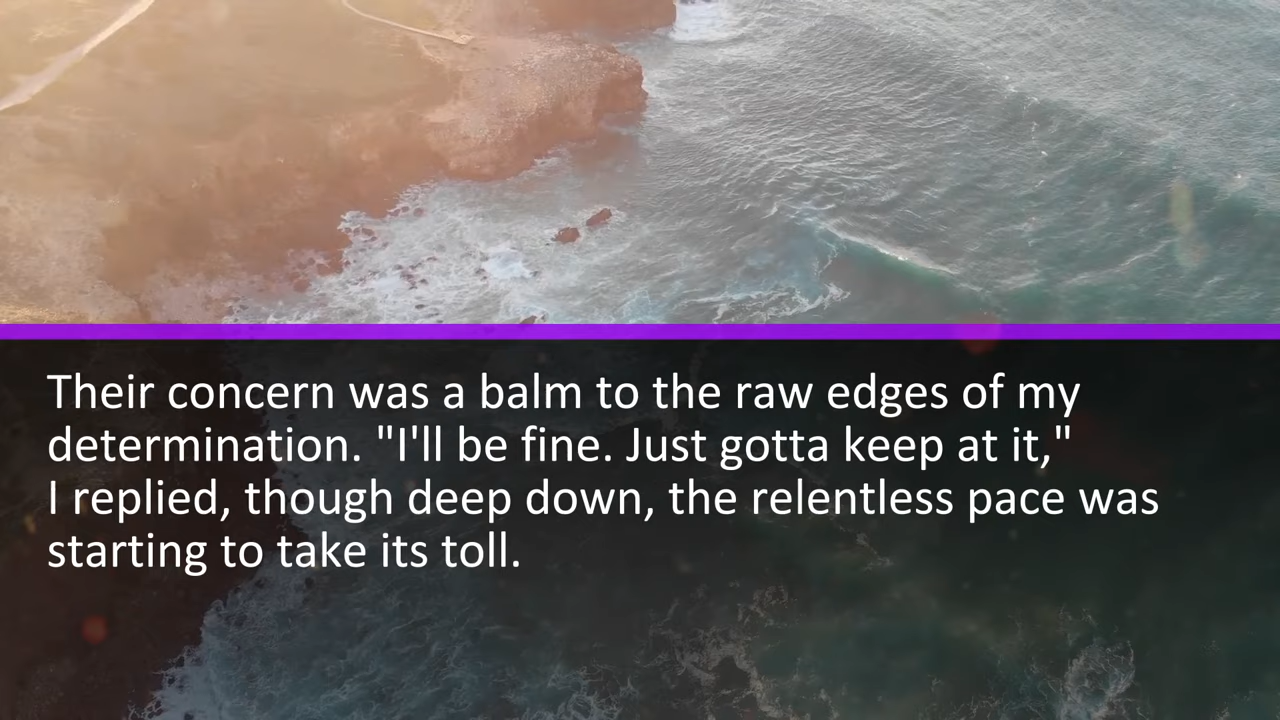 Their concern was a balm to the raw edges of my
determination. "I'll be fine. Just gotta keep at it,"
I replied, though deep down, the relentless pace was
starting to take its toll.